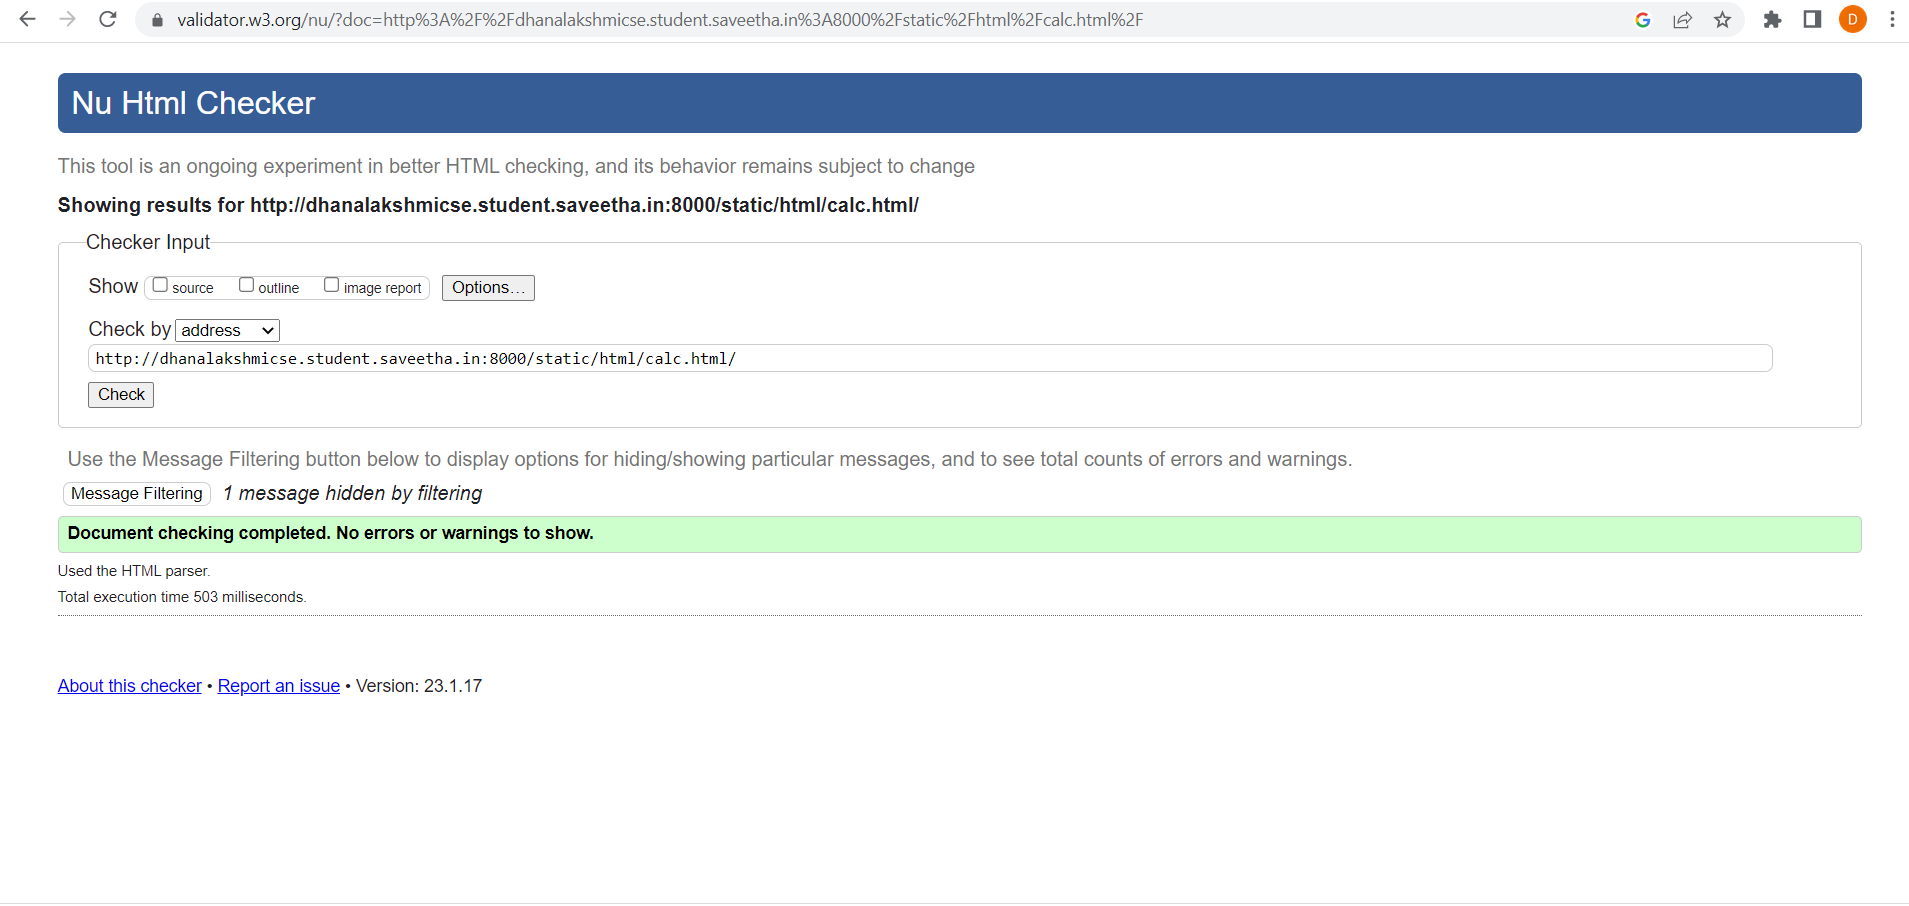 validator.w3.org/nu/?doc=http%3A%2F%2Fdhanalakshmicse.student.saveetha.in%3A8000%2Fstatic%2Fhtml%2Fcalc.html%2F
D
Nu Html Checker
This tool is an ongoing experiment in better HTML checking, and its behavior remains subject to change
Showing results for http://dhanalakshmicse.student.saveetha.in:8000/static/html/calc.html/
Checker Input
Show source outline image report Options...
Check by address
http://dhanalakshmicse.student.saveetha.in:8000/static/html/calc.html/
Check
Use the Message Filtering button below to display options for hiding/showing particular messages, and to see total counts of errors and warnings.
Message Filtering 1 message hidden by filtering
Document checking completed. No errors or warnings to show.
Used the HTML parser.
Total execution time 503 milliseconds.
About this checker • Report an issue • Version: 23.1.17